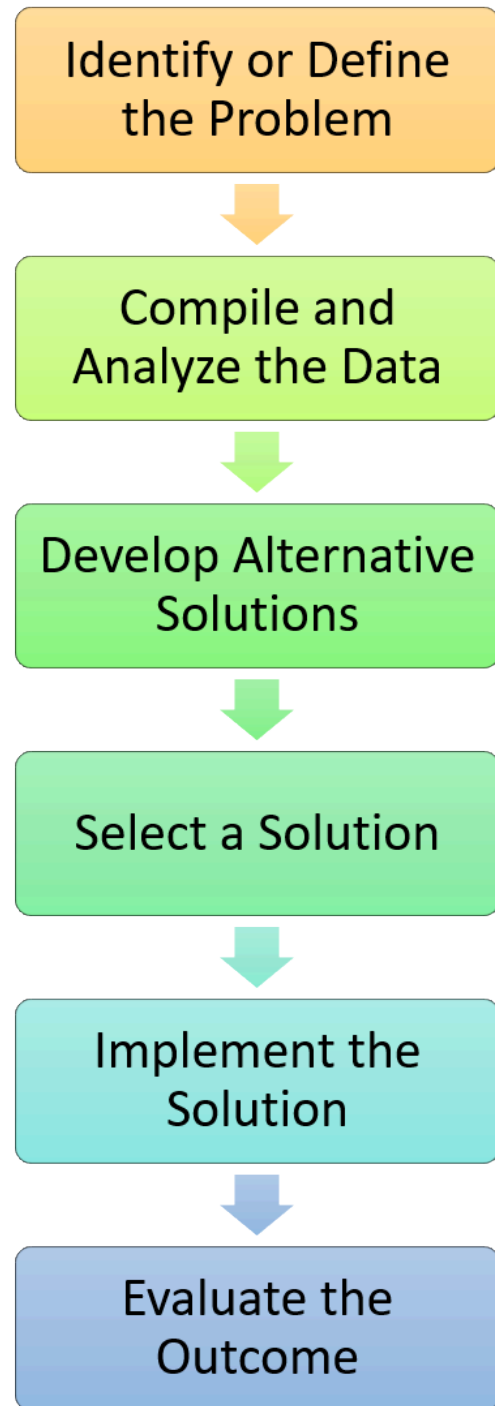 Identify or Define
the Problem
Compile and
Analyze the Data
Develop Alternative
Solutions
Select a Solution
Implement the
Solution
Evaluate the
Outcome